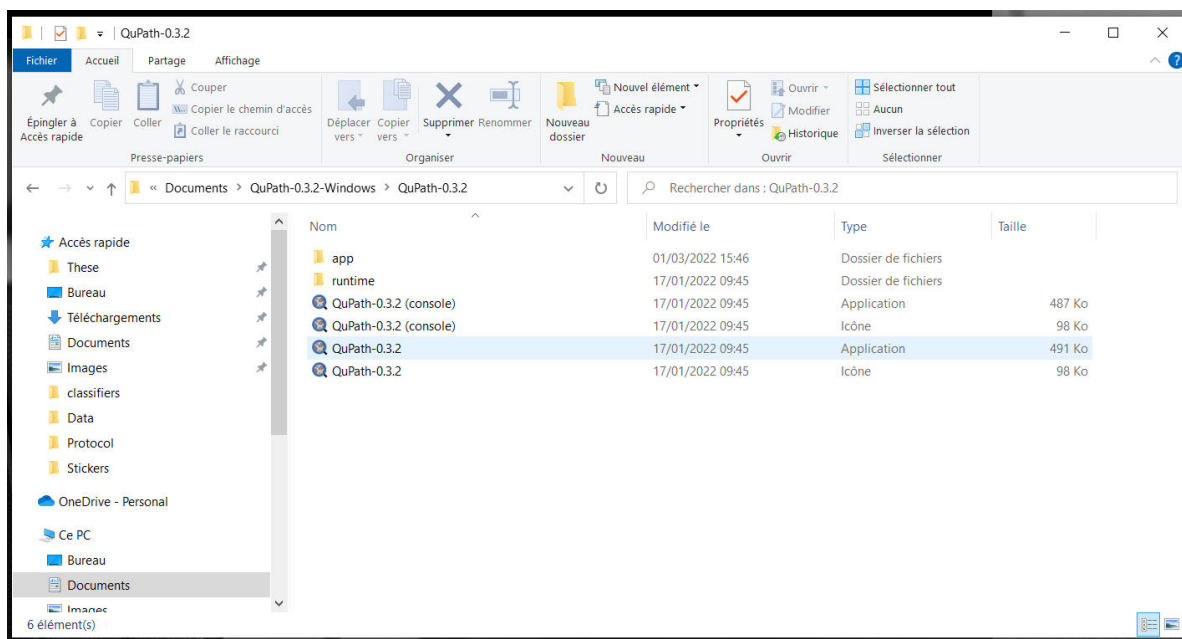 QuPath-0.3.2
Fichier Accueil Partage Affichage
Épingler à Accès rapide
Copier
Coller
Couper
Copier le chemin d'accès
Coller le raccourci
Presse-papiers
Déplacer vers
Copier vers
Supprimer
Renommer
Organiser
Nouveau dossier
Nouvel élément
Accès rapide
Nouveau
Propriétés
Ouvrir
Modifier
Historique
Ouvrir
Sélectionner tout
Aucun
Inverser la sélection
Sélectionner
« Documents > QuPath-0.3.2-Windows > QuPath-0.3.2
Rechercher dans : QuPath-0.3.2
Accès rapide
These
Bureau
Téléchargements
Documents
Images
classifiers
Data
Protocol
Stickers
OneDrive - Personal
Ce PC
Bureau
Documents
Images
Nom Modifié le Type Taille
app 01/03/2022 15:46 Dossier de fichiers
runtime 17/01/2022 09:45 Dossier de fichiers
QuPath-0.3.2 (console) 17/01/2022 09:45 Application 487 Ko
QuPath-0.3.2 (console) 17/01/2022 09:45 Icône 98 Ko
QuPath-0.3.2 17/01/2022 09:45 Application 491 Ko
QuPath-0.3.2 17/01/2022 09:45 Icône 98 Ko
6 élément(s)